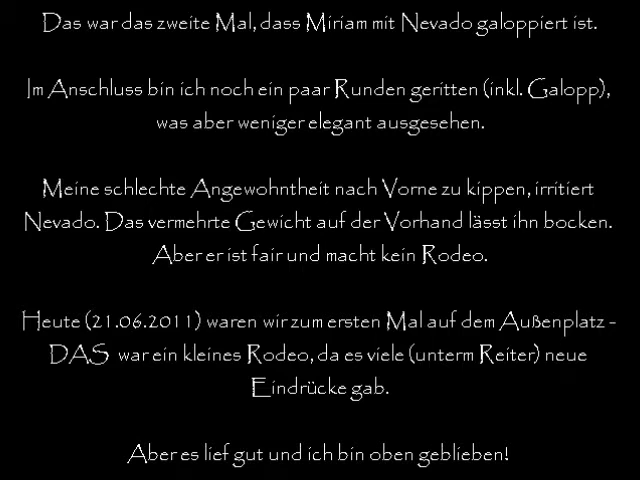 Das war das zweite Mal, dass Miriam mit Nevado galoppiert ist.
Im Anschluss bin ich noch ein paar Runden geritten (inkl. Galopp),
was aber weniger elegant ausgesehen.
Meine schlechte Angewohntheit nach Vorne zu kippen, irritiert
Nevado. Das vermehrte Gewicht auf der Vorhand lässt ihn bocken.
Aber er ist fair und macht kein Rodeo.
Heute (21.06.2011) waren wir zum ersten Mal auf dem Außenplatz -
DAS war ein kleines Rodeo, da es viele (unterm Reiter) neue
Eindrücke gab.
Aber es lief gut und ich bin oben geblieben!